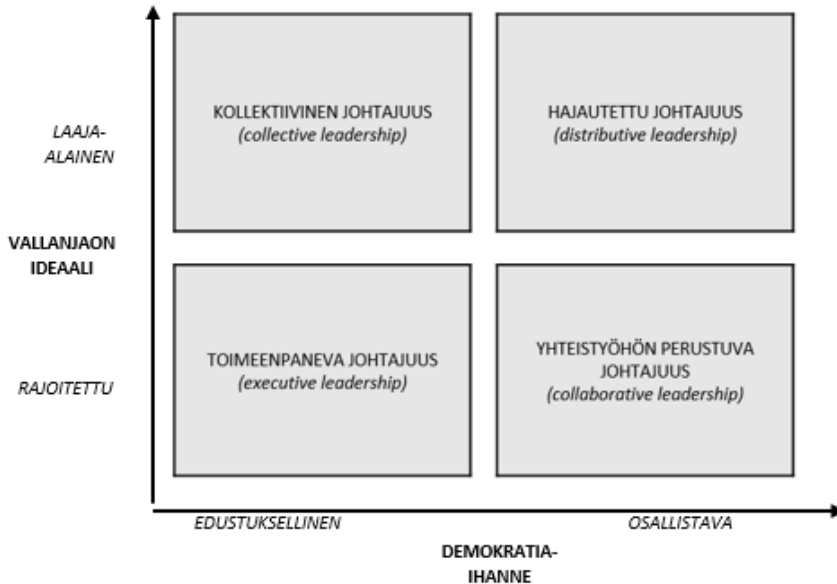 KOLLEKTIIVINEN JOHTAJUUS
(collective leadership)
HAJAUTETTU JOHTAJUUS
(distributive leadership)
LAAJA-
ALAINEN
VALLANJAON
IDEAALI
TOIMEENPANEVA JOHTAJUUS
(executive leadership)
YHTEISTYÖHÖN PERUSTUVA
JOHTAJUUS
(collaborative leadership)
RAJOITETTU
EDUSTUKSELLINEN
OSALLISTAVA
DEMOKRATIA-
IHANNE